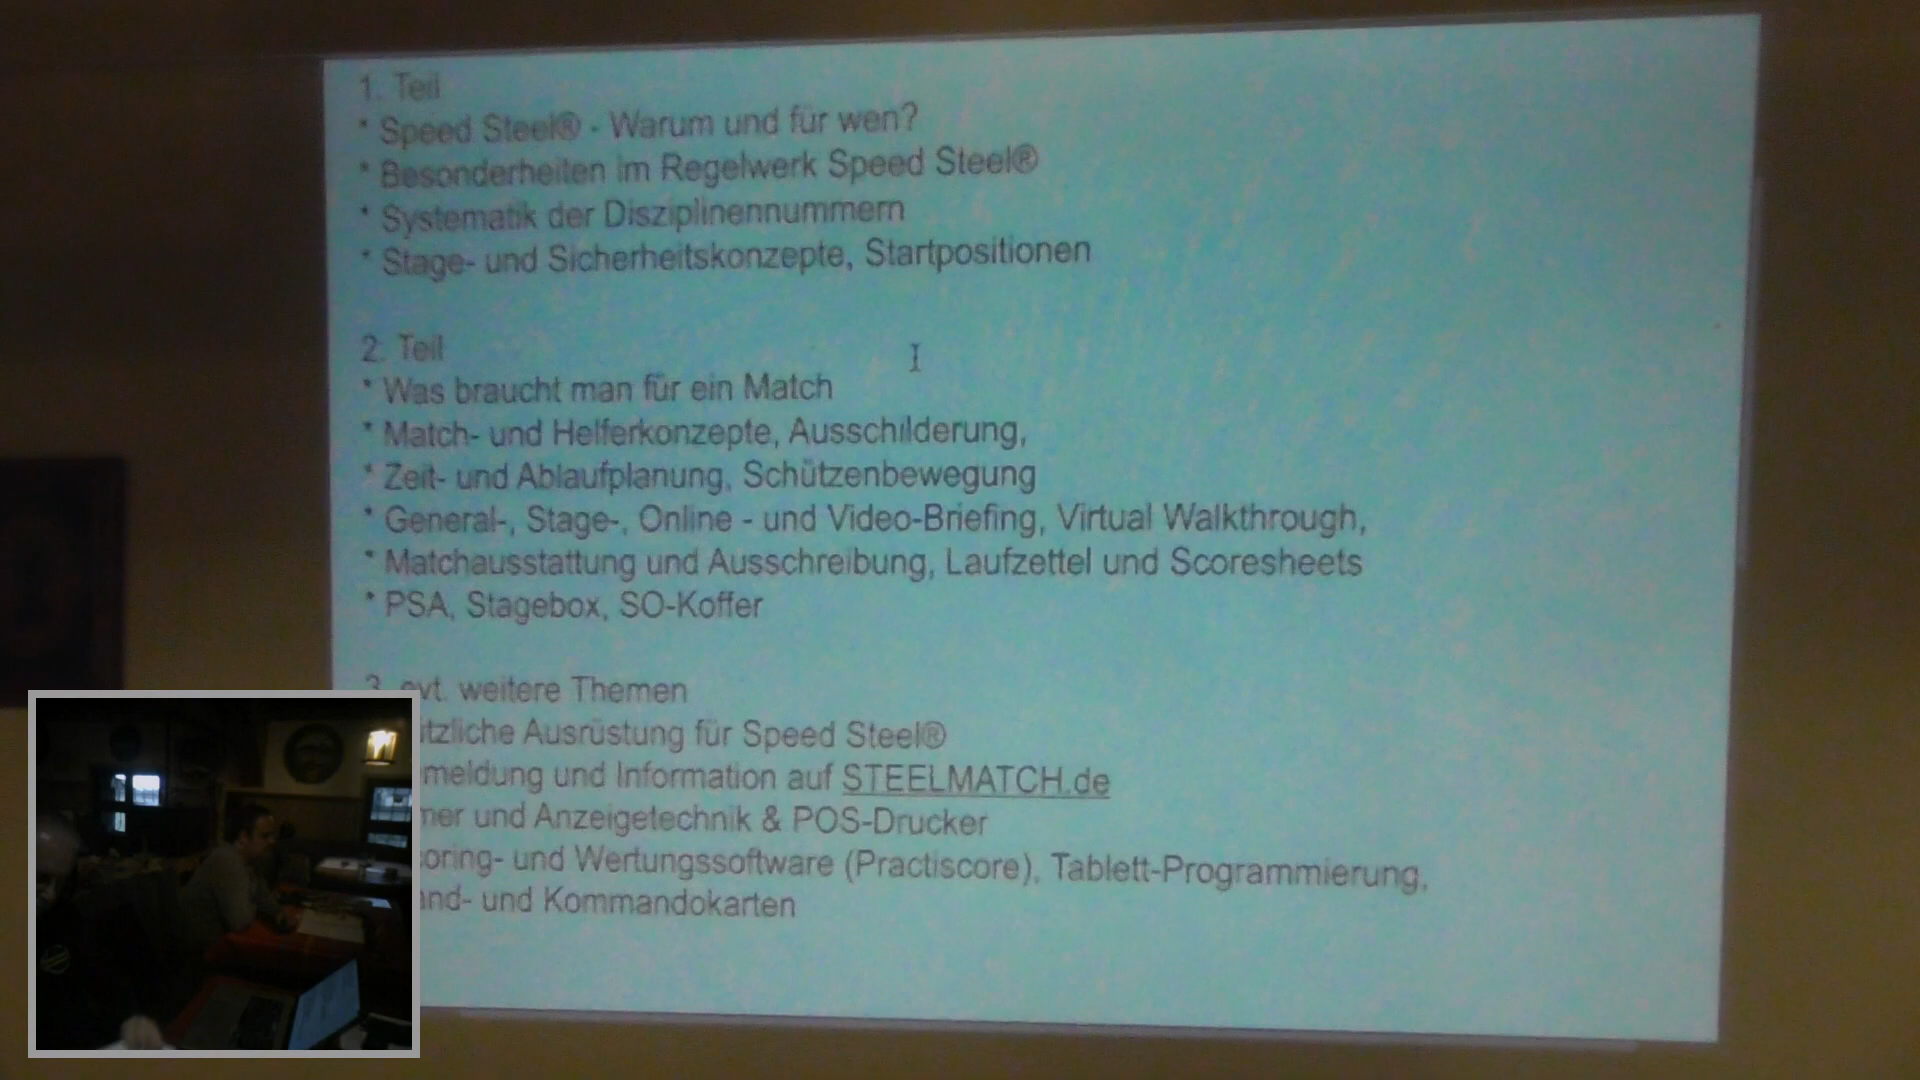 1. Teil
* Speed Steel® - Warum und für wen?
* Besonderheiten im Regelwerk Speed Steel®
* Systematik der Disziplinennummern
* Stage- und Sicherheitskonzepte, Startpositionen
2. Teil
* Was braucht man für ein Match
* Match- und Helferkonzepte, Ausschilderung,
* Zeit- und Ablaufplanung, Schützenbewegung
* General-, Stage-, Online - und Video-Briefing, Virtual Walkthrough,
* Matchausstattung und Ausschreibung, Laufzettel und Scoresheets
* PSA, Stagebox, SO-Koffer
3. evt. weitere Themen
Ausrüstung für Speed Steel®
und Information auf STEELMATCH.de
und Anzeigetechnik & POS-Drucker
und Wertungssoftware (Practiscore), Tablett-Programmierung,
und Kommandokarten